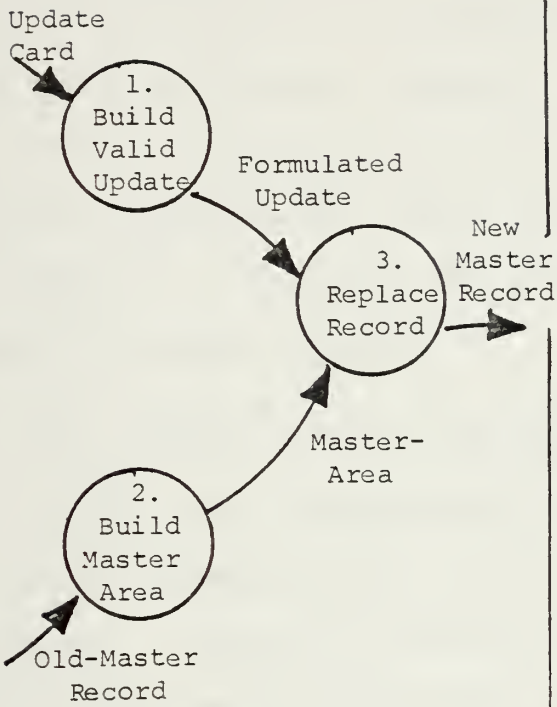 Update
Card
1.
Build
Valid
Update
Formulated
Update
3.
Replace
Record
New
Master
Record
Master-
Area
2.
Build
Master
Area
Old-Master
Record